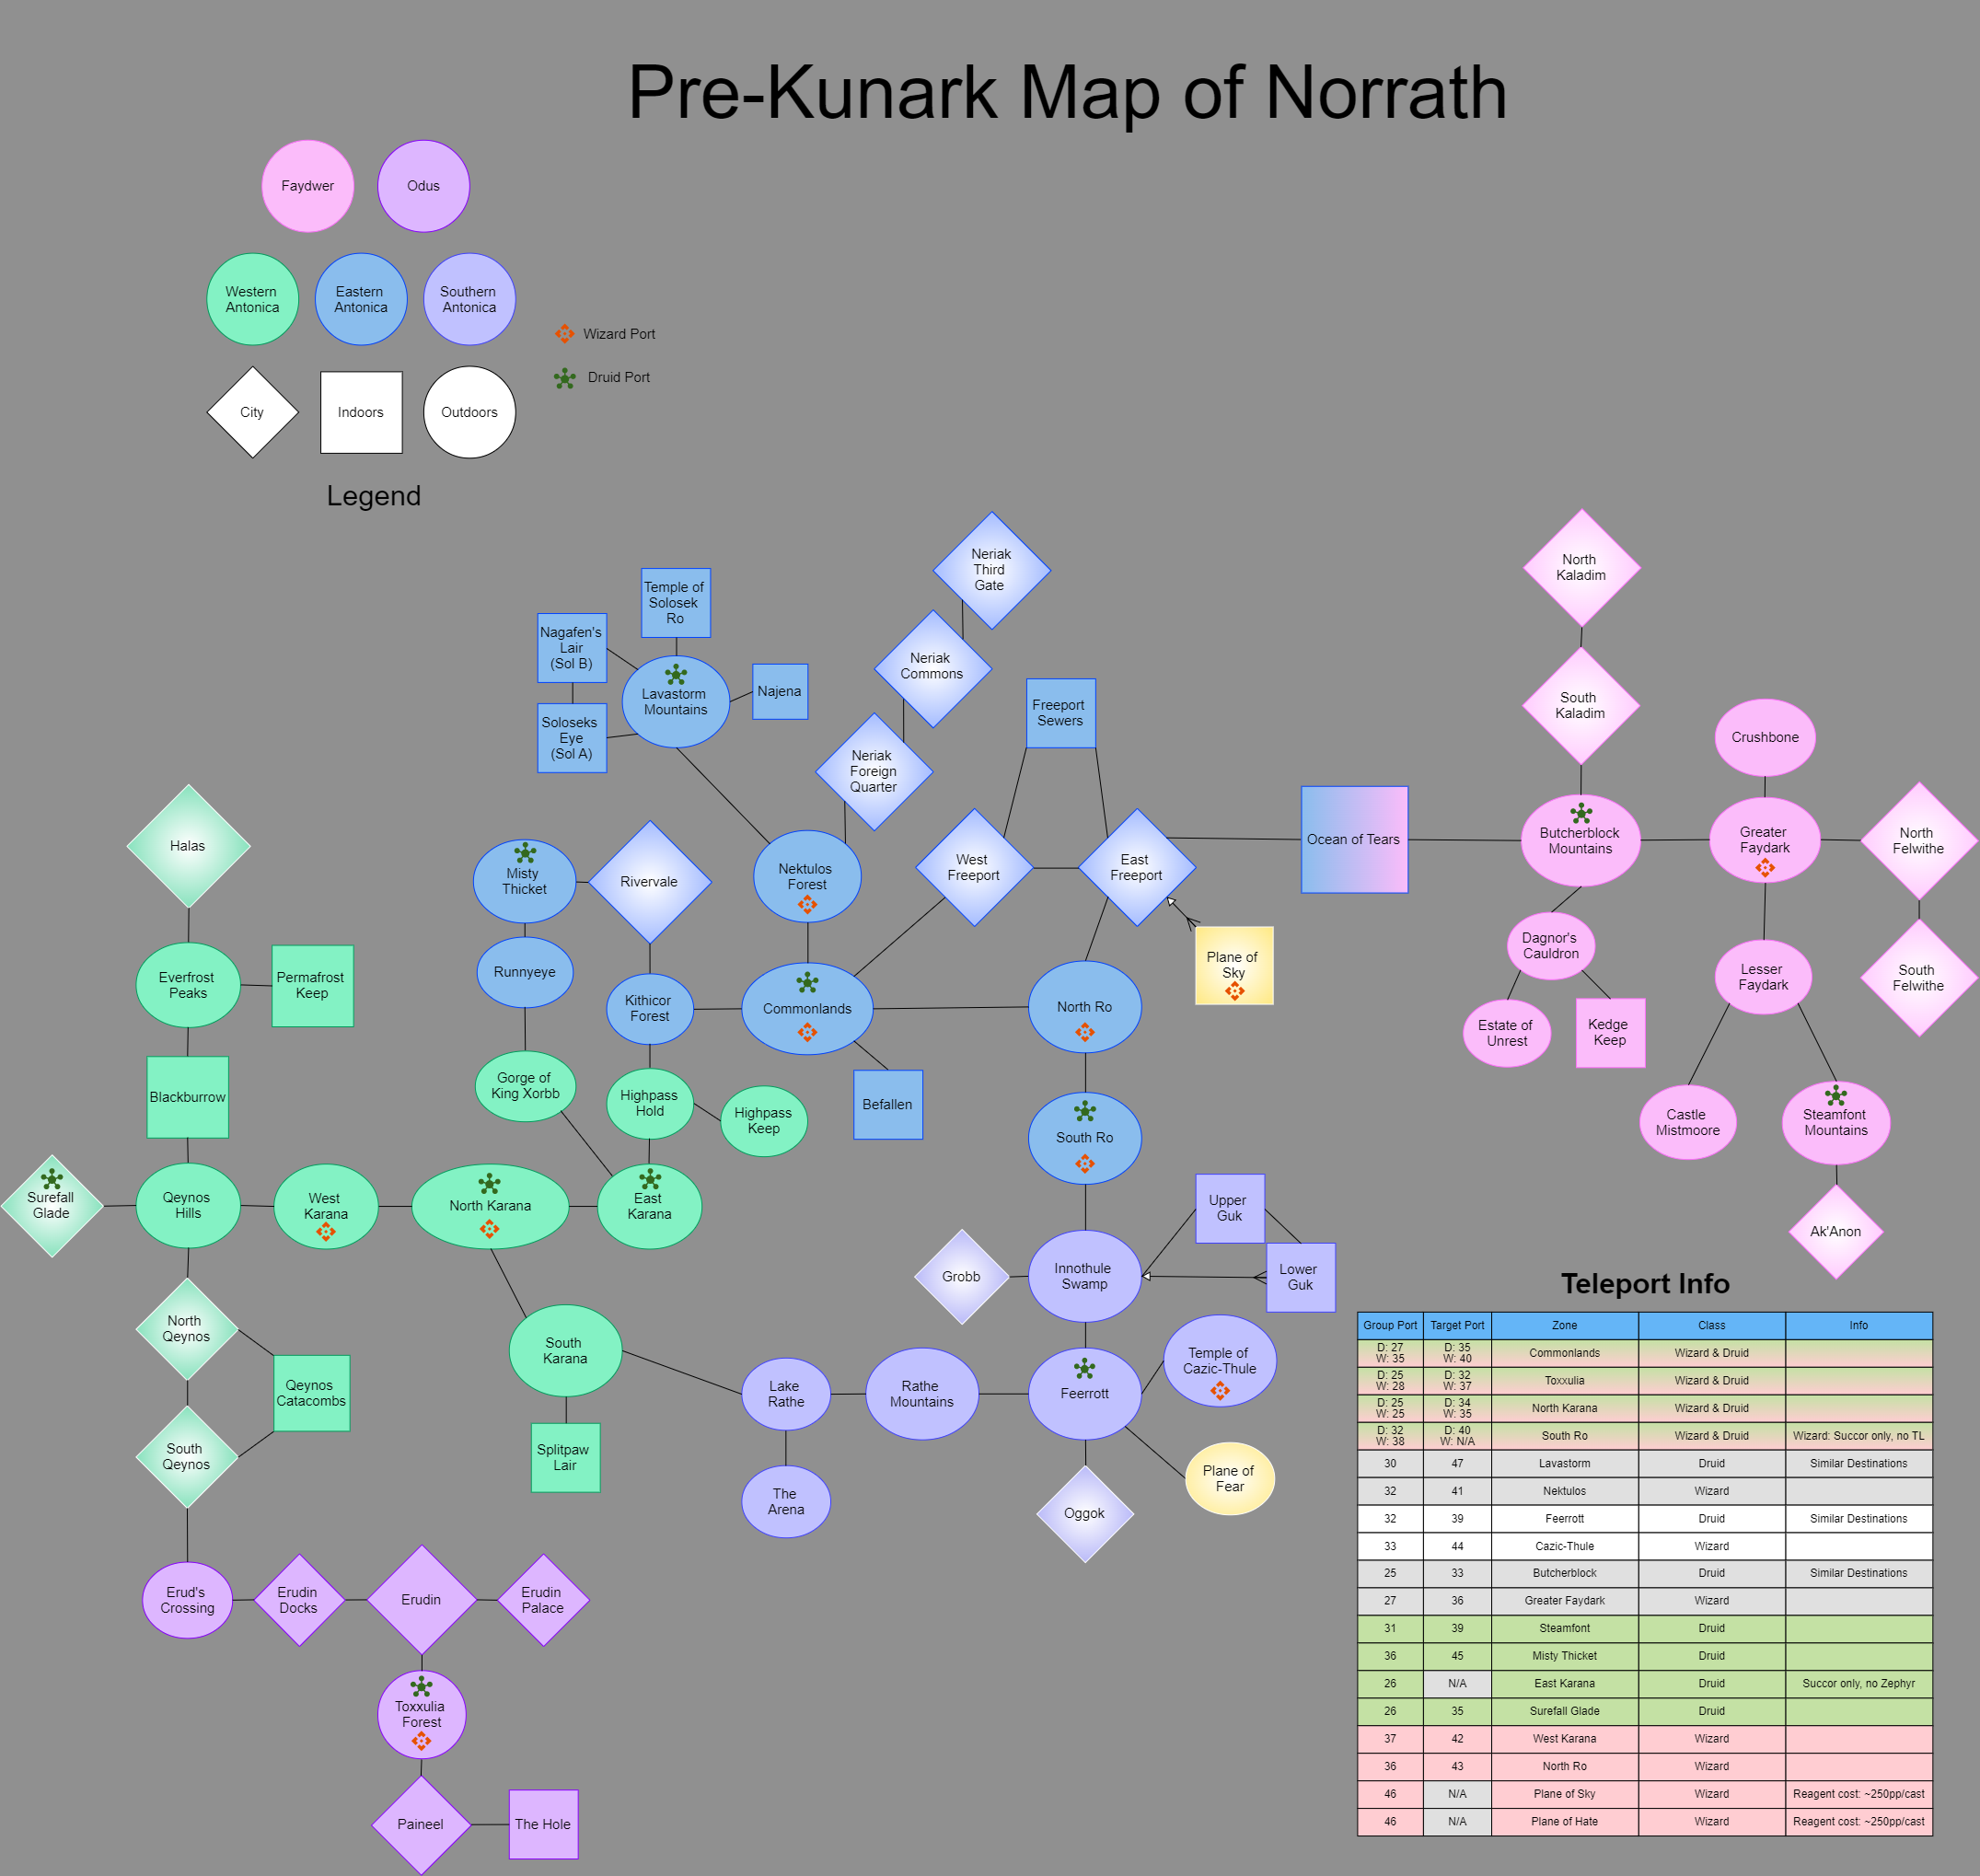 Pre-Kunark Map of Norrath
Faydwer
Odus
Western
Antonica
Eastern
Antonica
Southern
Antonica
Wizard Port
Druid Port
City
Indoors
Outdoors
Legend
Neriak
Third
Gate
North
Kaladim
Temple of
Solosek
Ro
Nagafen's
Lair
(Sol B)
Neriak
Commons
Lavastorm
Mountains
Najena
Freeport
Sewers
South
Kaladim
Soloseks
Eye
(Sol A)
Crushbone
Neriak
Foreign
Quarter
Halas
Ocean of Tears
Butcherblock
Mountains
Greater
Faydark
North
Felwithe
Misty
Thicket
Rivervale
Nektulos
Forest
West
Freeport
East
Freeport
Dagnor's
Cauldron
Everfrost
Peaks
Permafrost
Keep
Runnyeye
Plane of
Sky
Lesser
Faydark
South
Felwithe
Kithicor
Forest
Commonlands
North Ro
Estate of
Unrest
Kedge
Keep
Blackburrow
Gorge of
King Xorbb
Highpass
Hold
Highpass
Keep
Befallen
South Ro
Castle
Mistmoore
Steamfont
Mountains
Surefall
Glade
Qeynos
Hills
West
Karana
North Karana
East
Karana
Upper
Guk
Ak'Anon
Grobb
Innothule
Swamp
Lower
Guk
North
Qeynos
South
Karana
Temple of
Cazic-Thule
Qeynos
Catacombs
Lake
Rathe
Rathe
Mountains
Feerrott
South
Qeynos
Splitpaw
Lair
The
Arena
Plane of
Fear
Oggok
Erud's
Crossing
Erudin
Docks
Erudin
Erudin
Palace
Toxxulia
Forest
Paineel
The Hole
Teleport Info
Group Port Target Port Zone Class Info
D: 27 D: 35
W: 35 W: 40
Commonlands Wizard & Druid
D: 25 D: 32
W: 28 W: 37
Toxxulia Wizard & Druid
D: 25 D: 34
W: 25 W: 35
North Karana Wizard & Druid
D: 32 D: 40
W: 38 W: N/A
South Ro Wizard & Druid Wizard: Succor only, no TL
30 47 Lavastorm Druid Similar Destinations
32 41 Nektulos Wizard
32 39 Feerrott Druid Similar Destinations
33 44 Cazic-Thule Wizard
25 33 Butcherblock Druid Similar Destinations
27 36 Greater Faydark Wizard
31 39 Steamfont Druid
36 45 Misty Thicket Druid
26 N/A East Karana Druid Succor only, no Zephyr
26 35 Surefall Glade Druid
37 42 West Karana Wizard
36 43 North Ro Wizard
46 N/A Plane of Sky Wizard Reagent cost: ~250pp/cast
46 N/A Plane of Hate Wizard Reagent cost: ~250pp/cast